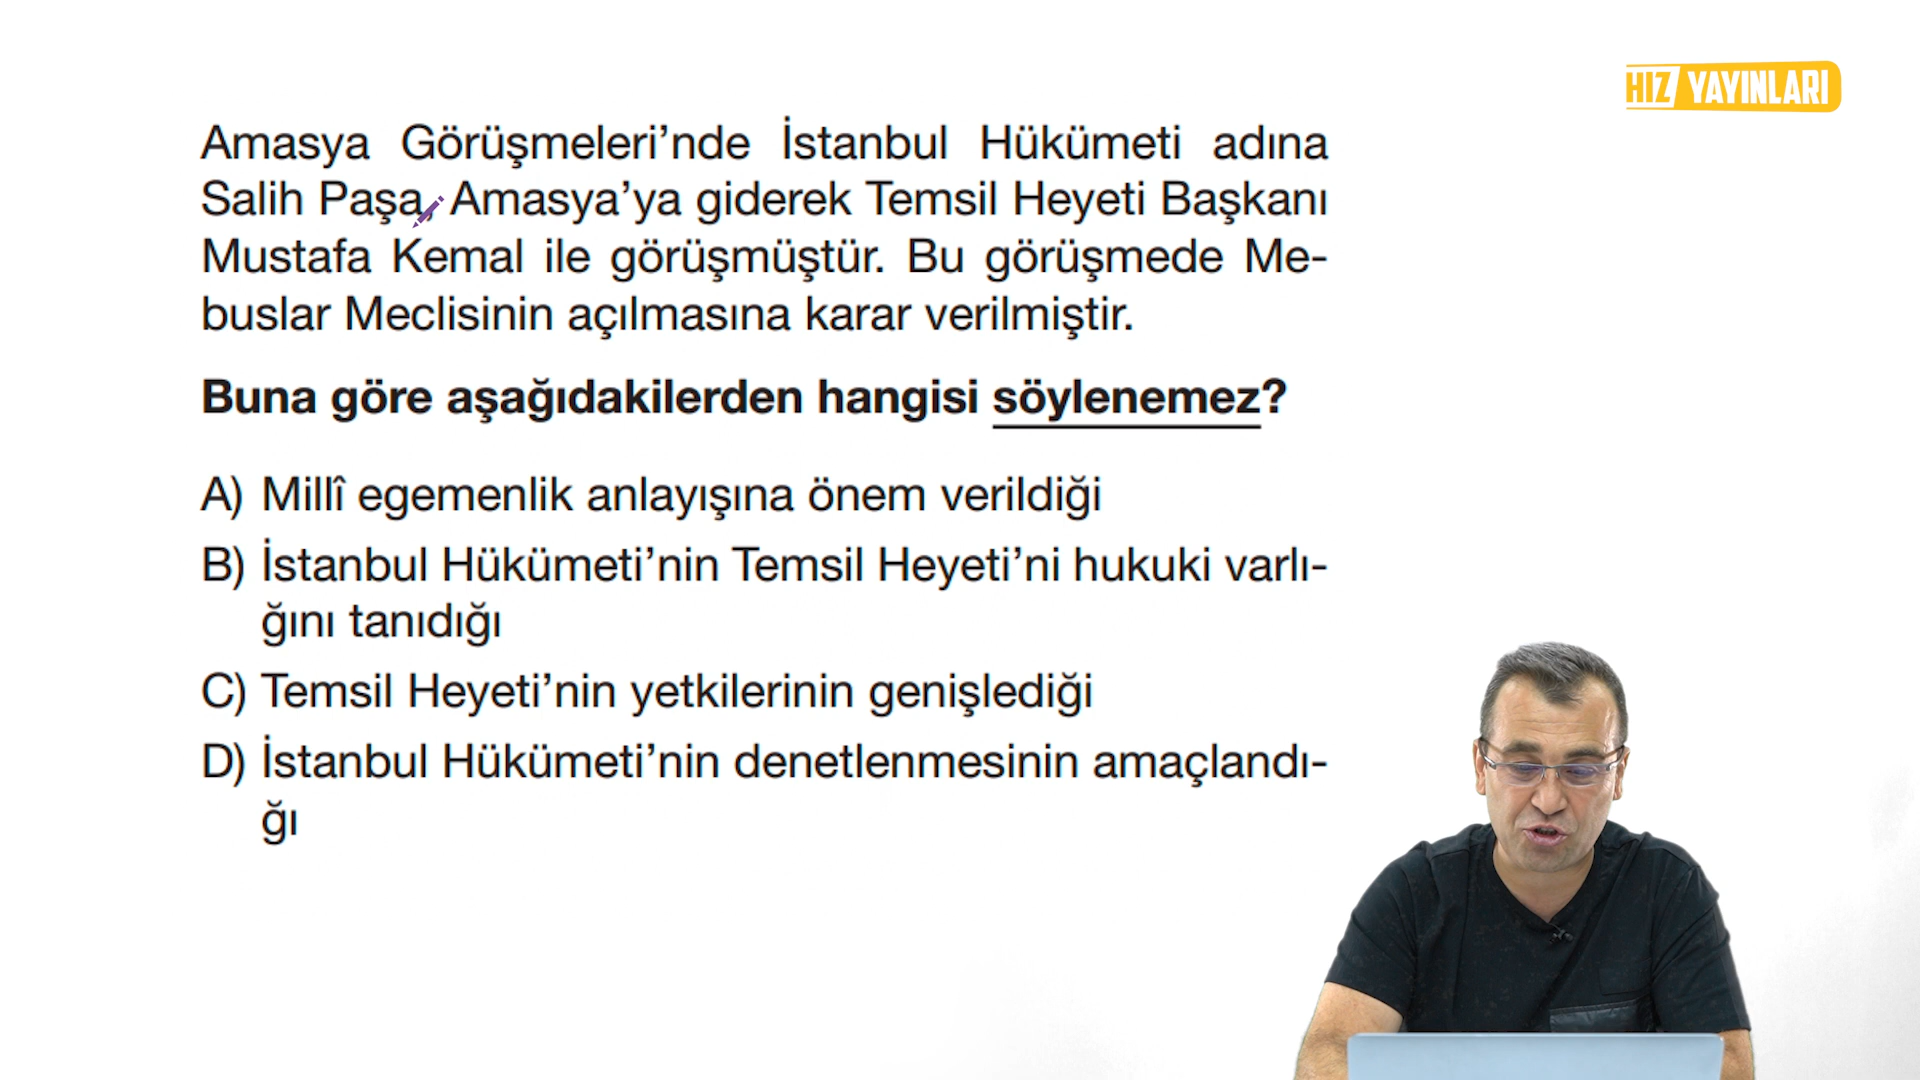 HIZ YAYINLARI
Amasya Görüşmeleri’nde İstanbul Hükümeti adına
Salih Paşa, Amasya’ya giderek Temsil Heyeti Başkanı
Mustafa Kemal ile görüşmüştür. Bu görüşmede Me-
buslar Meclisinin açılmasına karar verilmiştir.
Buna göre aşağıdakilerden hangisi söylenemez?
A) Millî egemenlik anlayışına önem verildiği
B) İstanbul Hükümeti’nin Temsil Heyeti’ni hukuki varlı-
ğını tanıdığı
C) Temsil Heyeti’nin yetkilerinin genişlediği
D) İstanbul Hükümeti’nin denetlenmesinin amaçlandı-
ğı